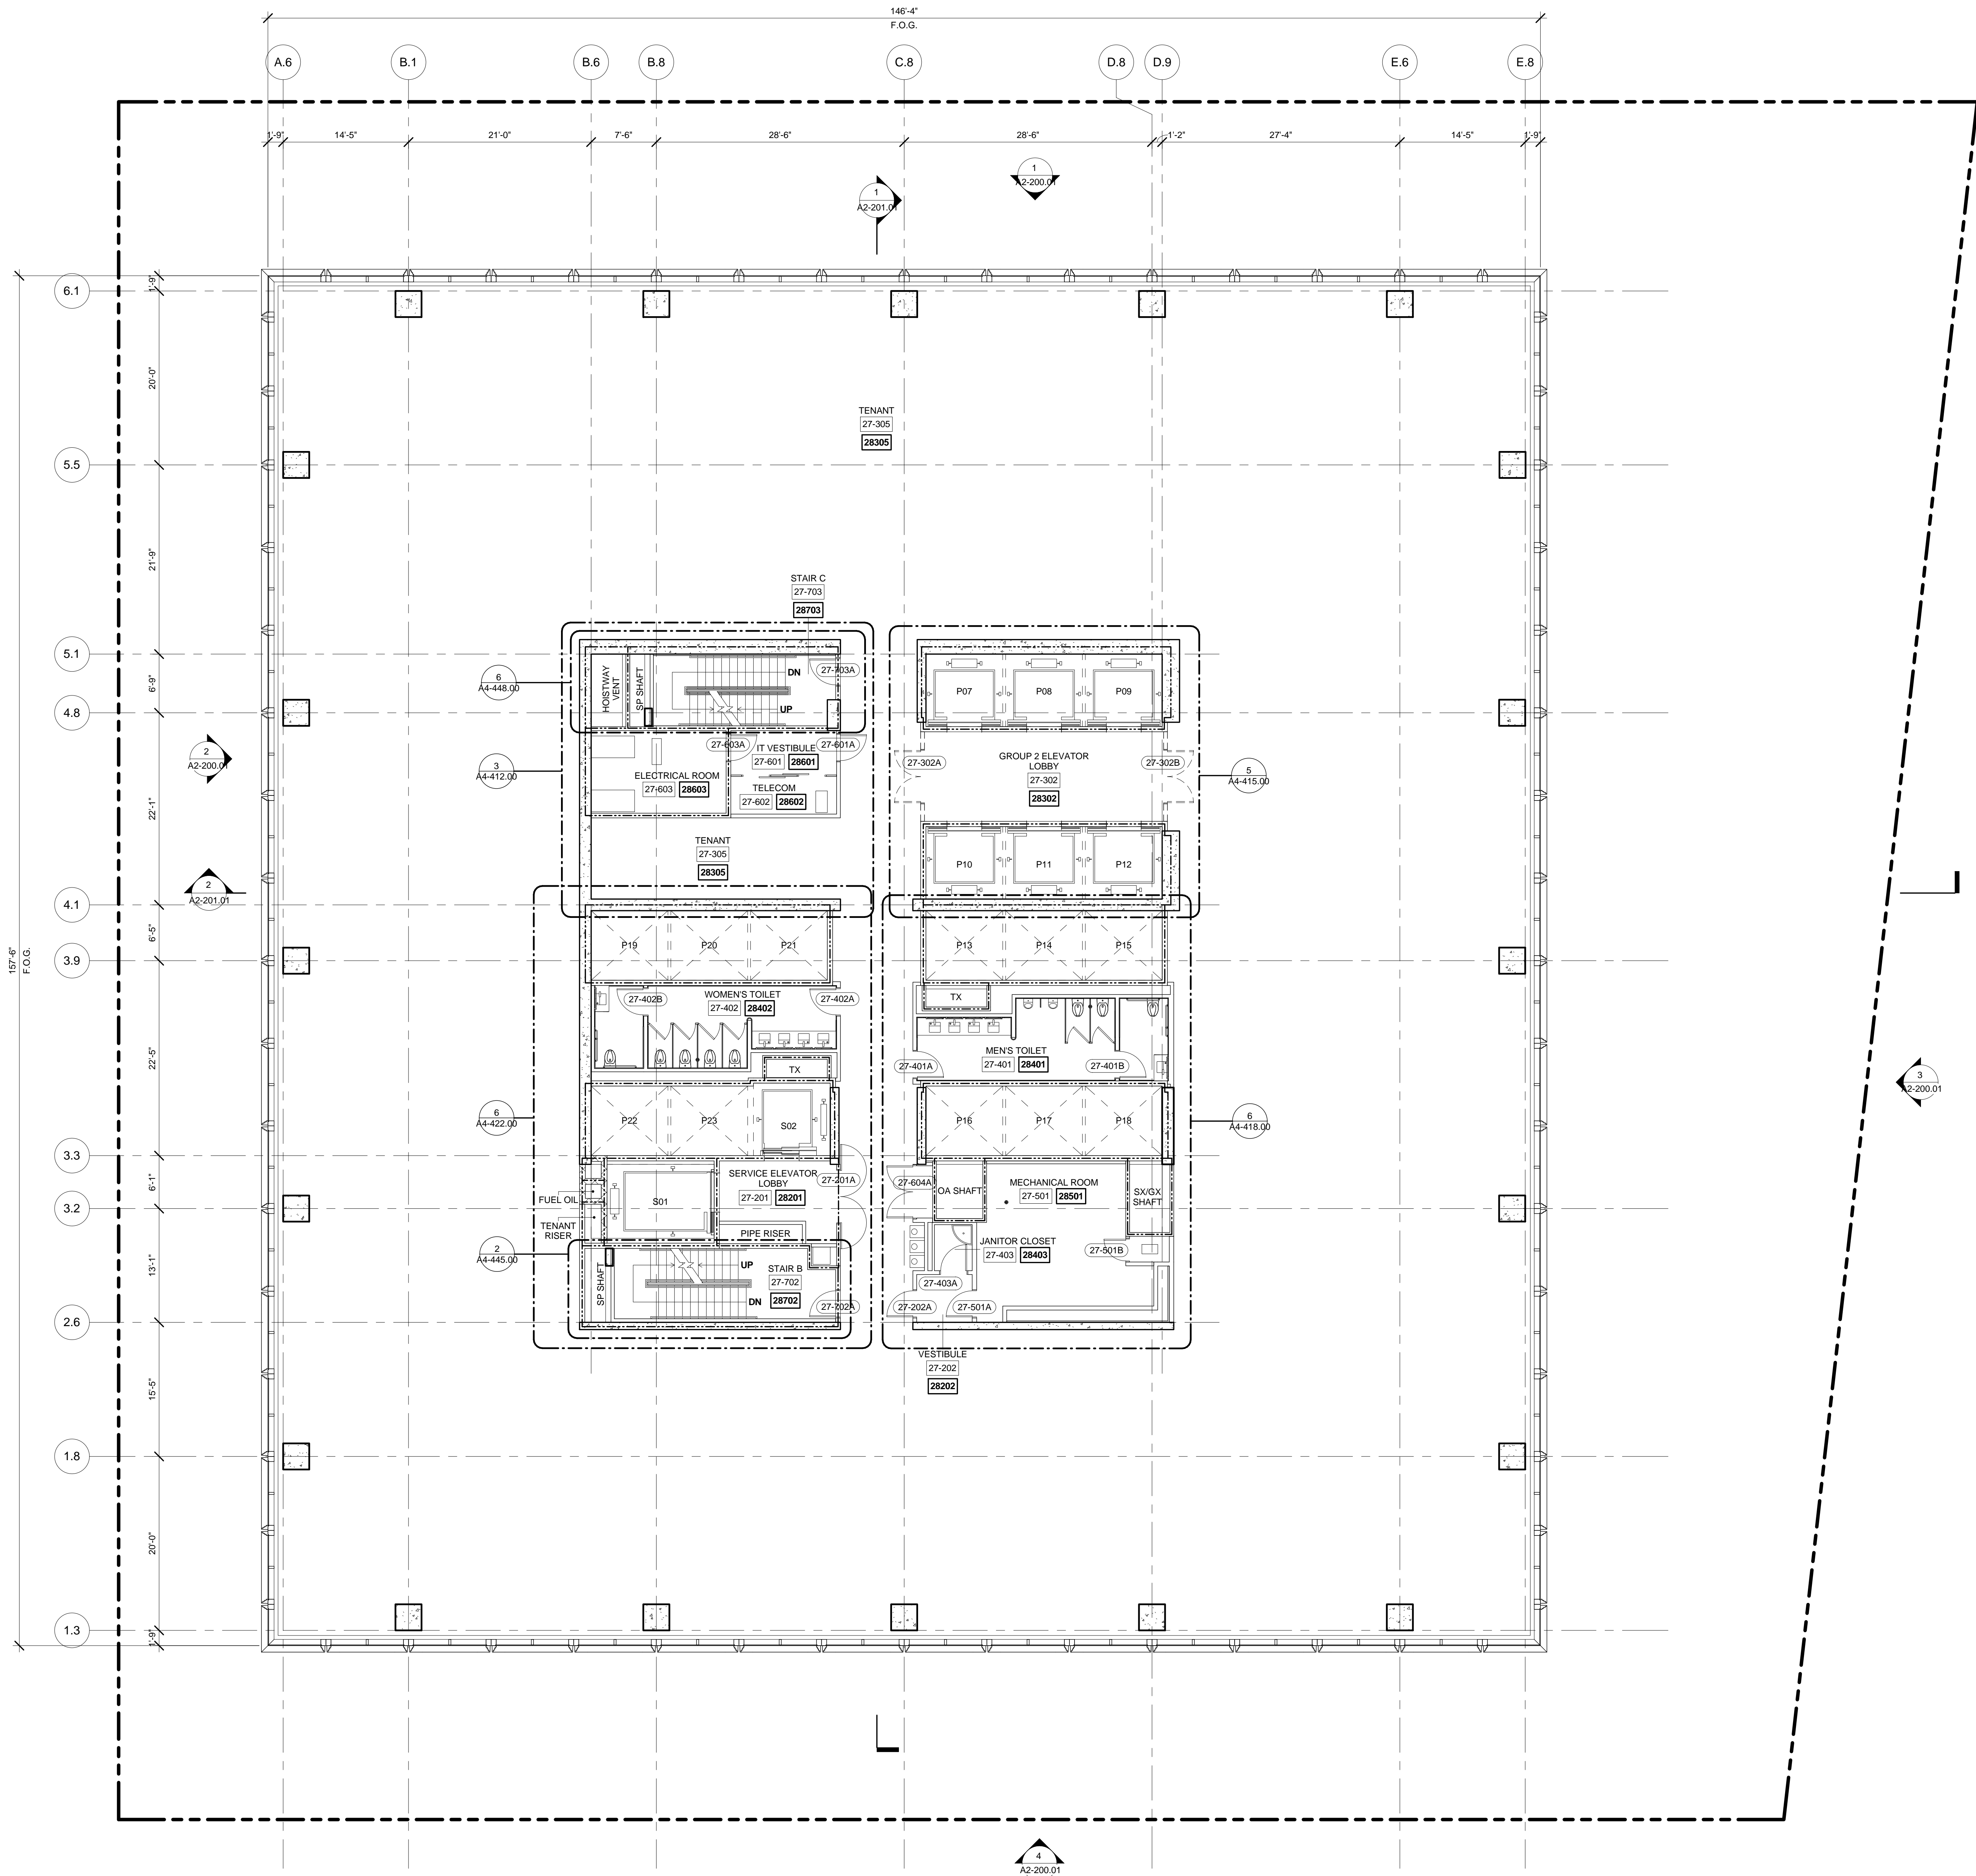 146'-4"
F.O.G.
A.6
B.1
B.6
B.8
C.8
D.8
D.9
E.6
E.8
1'-9"
14'-5"
21'-0"
7'-6"
28'-6"
28'-6"
1'-2"
27'-4"
14'-5"
1'-9"
1
A2-200.01
1
A2-201.01
6.1
1'-9"
20'-0"
TENANT
27-305
28305
5.5
21'-9"
STAIR C
27-703
28703
5.1
HOISTWAY
VENT
SP SHAFT
DN
27-703A
UP
6
A4-448.00
6'-9"
4.8
P07
P08
P09
2
A2-200.01
3
A4-412.00
27-603A
IT VESTIBULE
27-601A
27-601
28601
ELECTRICAL ROOM
27-603
28603
TELECOM
27-602
28602
27-302A
GROUP 2 ELEVATOR
LOBBY
27-302
28302
27-302B
5
A4-415.00
22'-1"
TENANT
27-305
28305
P10
P11
P12
2
A2-201.01
4.1
157'-6"
F.O.G.
6'-5"
P19
P20
P21
P13
P14
P15
3.9
27-402B
WOMEN'S TOILET
27-402
28402
27-402A
TX
22'-5"
TX
27-401A
MEN'S TOILET
27-401
28401
27-401B
3
A2-200.01
6
A4-422.00
P22
P23
S02
P16
P17
P18
6
A4-418.00
3.3
6'-1"
FUEL OIL
S01
SERVICE ELEVATOR
LOBBY
27-201
28201
27-201A
27-604A
OA SHAFT
MECHANICAL ROOM
27-501
28501
SX/GX
SHAFT
3.2
TENANT
RISER
PIPE RISER
2
A4-445.00
13'-1"
SP SHAFT
UP
DN
STAIR B
27-702
28702
27-702A
JANITOR CLOSET
27-403
28403
27-501B
27-403A
27-202A
27-501A
2.6
VESTIBULE
27-202
28202
15'-5"
1.8
20'-0"
1.3
1'-9"
4
A2-200.01